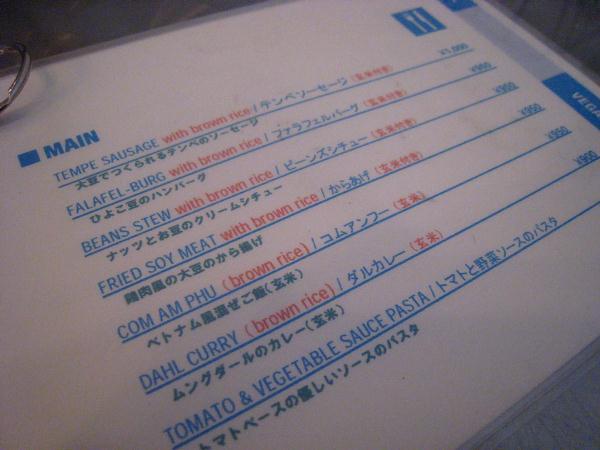 VEGA
■ MAIN
TEMPE SAUSAGE with brown rice / テンペソーセージ (玄米付き) ¥1,000
大豆でつくられるテンペのソーセージ
FALAFEL-BURG with brown rice / ファラフェルバーグ (玄米付き) ¥900
ひよこ豆のハンバーグ
BEANS STEW with brown rice / ビーンズシチュー (玄米付き) ¥900
ナッツとお豆のクリームシチュー
FRIED SOY MEAT with brown rice / からあげ (玄米付き) ¥900
鶏肉風の大豆のから揚げ
COM AM PHU (brown rice) / コムアンフー (玄米) ¥900
ベトナム風混ぜご飯(玄米)
DAHL CURRY (brown rice) / ダルカレー (玄米) ¥900
ムングダールのカレー(玄米)
TOMATO & VEGETABLE SAUCE PASTA / トマトと野菜ソースのパスタ
トマトベースの優しいソースのパスタ